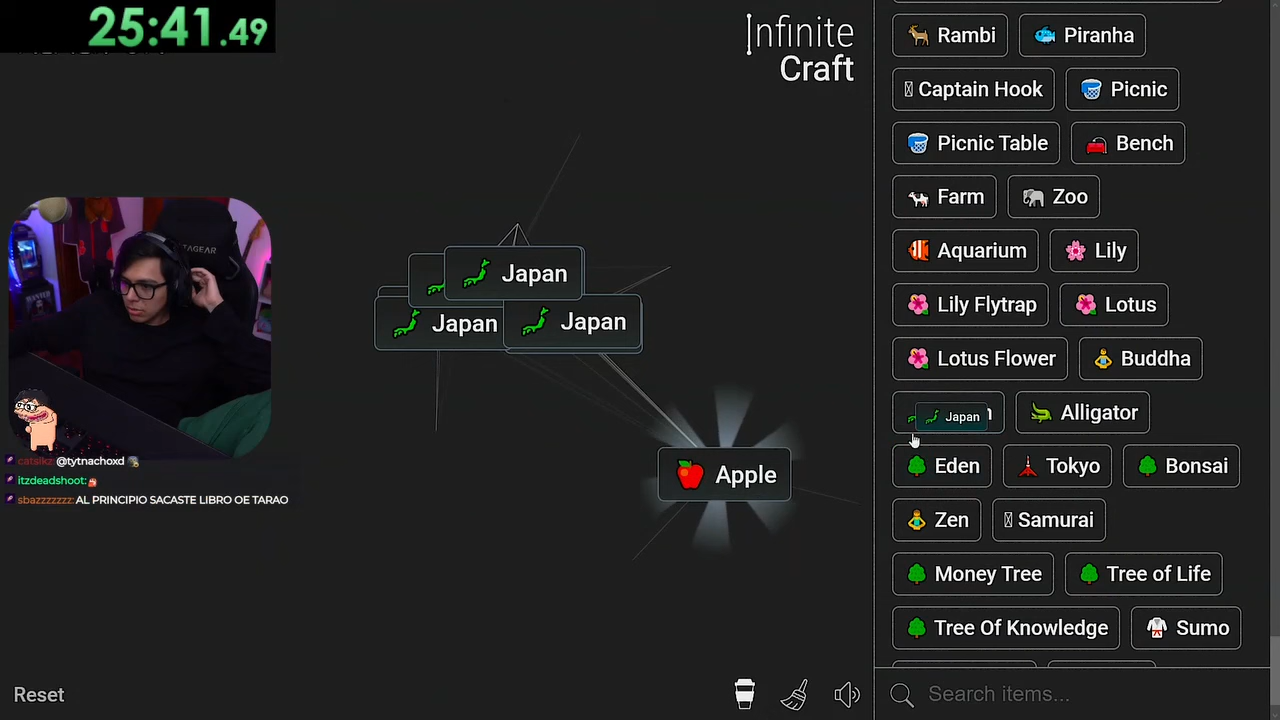 25:41.49
Infinite
Craft
Japan
Japan
Japan
Apple
Rambi
Piranha
Captain Hook
Picnic
Picnic Table
Bench
Farm
Zoo
Aquarium
Lily
Lily Flytrap
Lotus
Lotus Flower
Buddha
Japan
Alligator
Eden
Tokyo
Bonsai
Zen
Samurai
Money Tree
Tree of Life
Tree Of Knowledge
Sumo
Search items...
Reset
catslkz: @tytnachoxd
itzdeadshoot:
sbazzzzzzz: AL PRINCIPIO SACASTE LIBRO OE TARAO